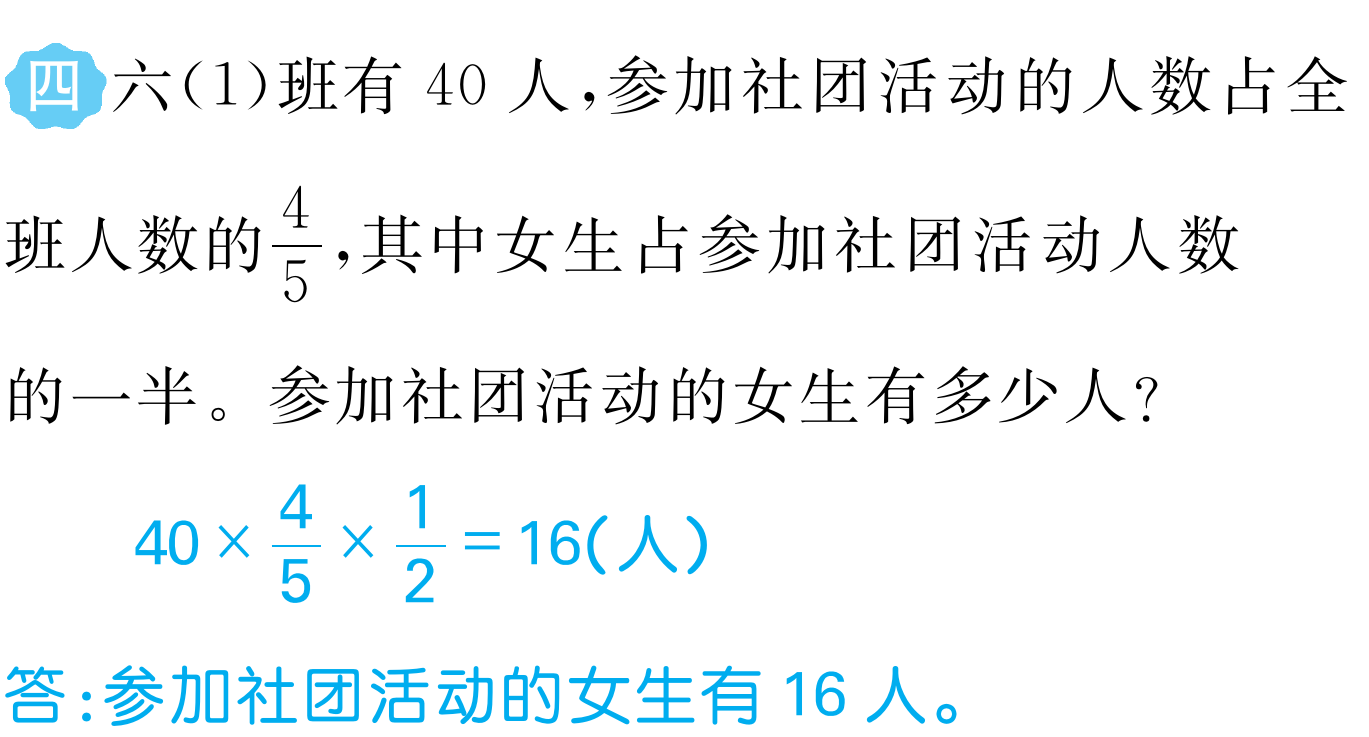 四 六(1)班有 40 人,参加社团活动的人数占全
班人数的4/5,其中女生占参加社团活动人数
的一半。参加社团活动的女生有多少人?
40 × 4/5 × 1/2 = 16(人)
答:参加社团活动的女生有 16 人。